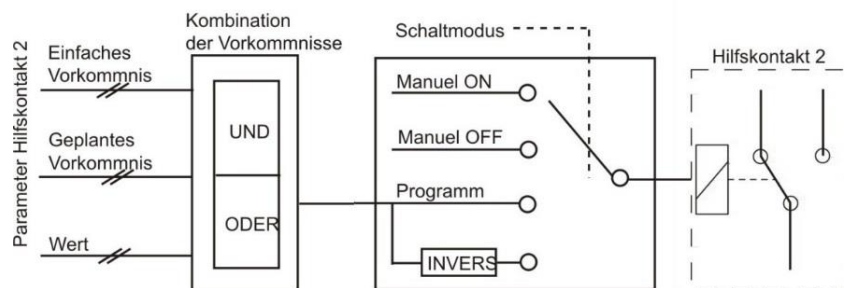 Parameter Hilfskontakt 2
Einfaches
Vorkommnis
Geplantes
Vorkommnis
Wert
Kombination
der Vorkommnisse
UND
ODER
Schaltmodus
Manuel ON
Manuel OFF
Programm
INVERS
Hilfskontakt 2